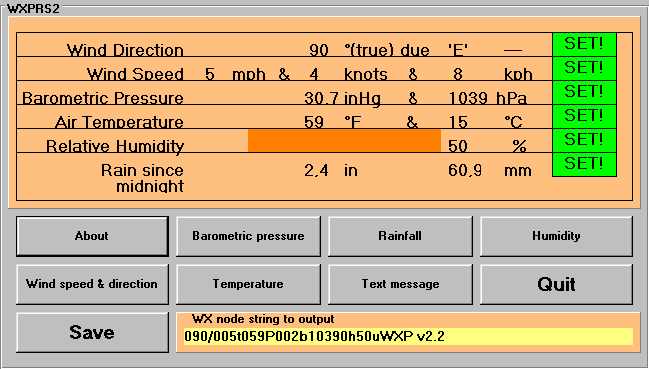 WXPRS2
Wind Direction 90 °(true) due 'E' — SET!
Wind Speed 5 mph & 4 knots & 8 kph SET!
Barometric Pressure 30.7 inHg & 1039 hPa SET!
Air Temperature 59 °F & 15 °C SET!
Relative Humidity 50 % SET!
Rain since 2,4 in 60,9 mm SET!
midnight
About Barometric pressure Rainfall Humidity
Wind speed & direction Temperature Text message Quit
Save
WX node string to output
090/005t059P002b10390h50uWXP v2.2